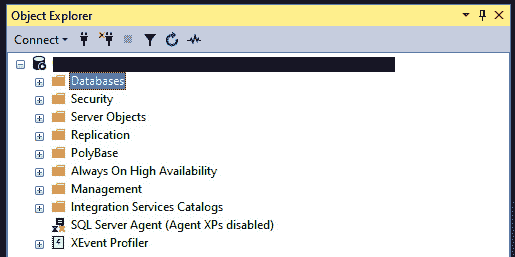 Object Explorer
Connect
Databases
Security
Server Objects
Replication
PolyBase
Always On High Availability
Management
Integration Services Catalogs
SQL Server Agent (Agent XPs disabled)
XEvent Profiler